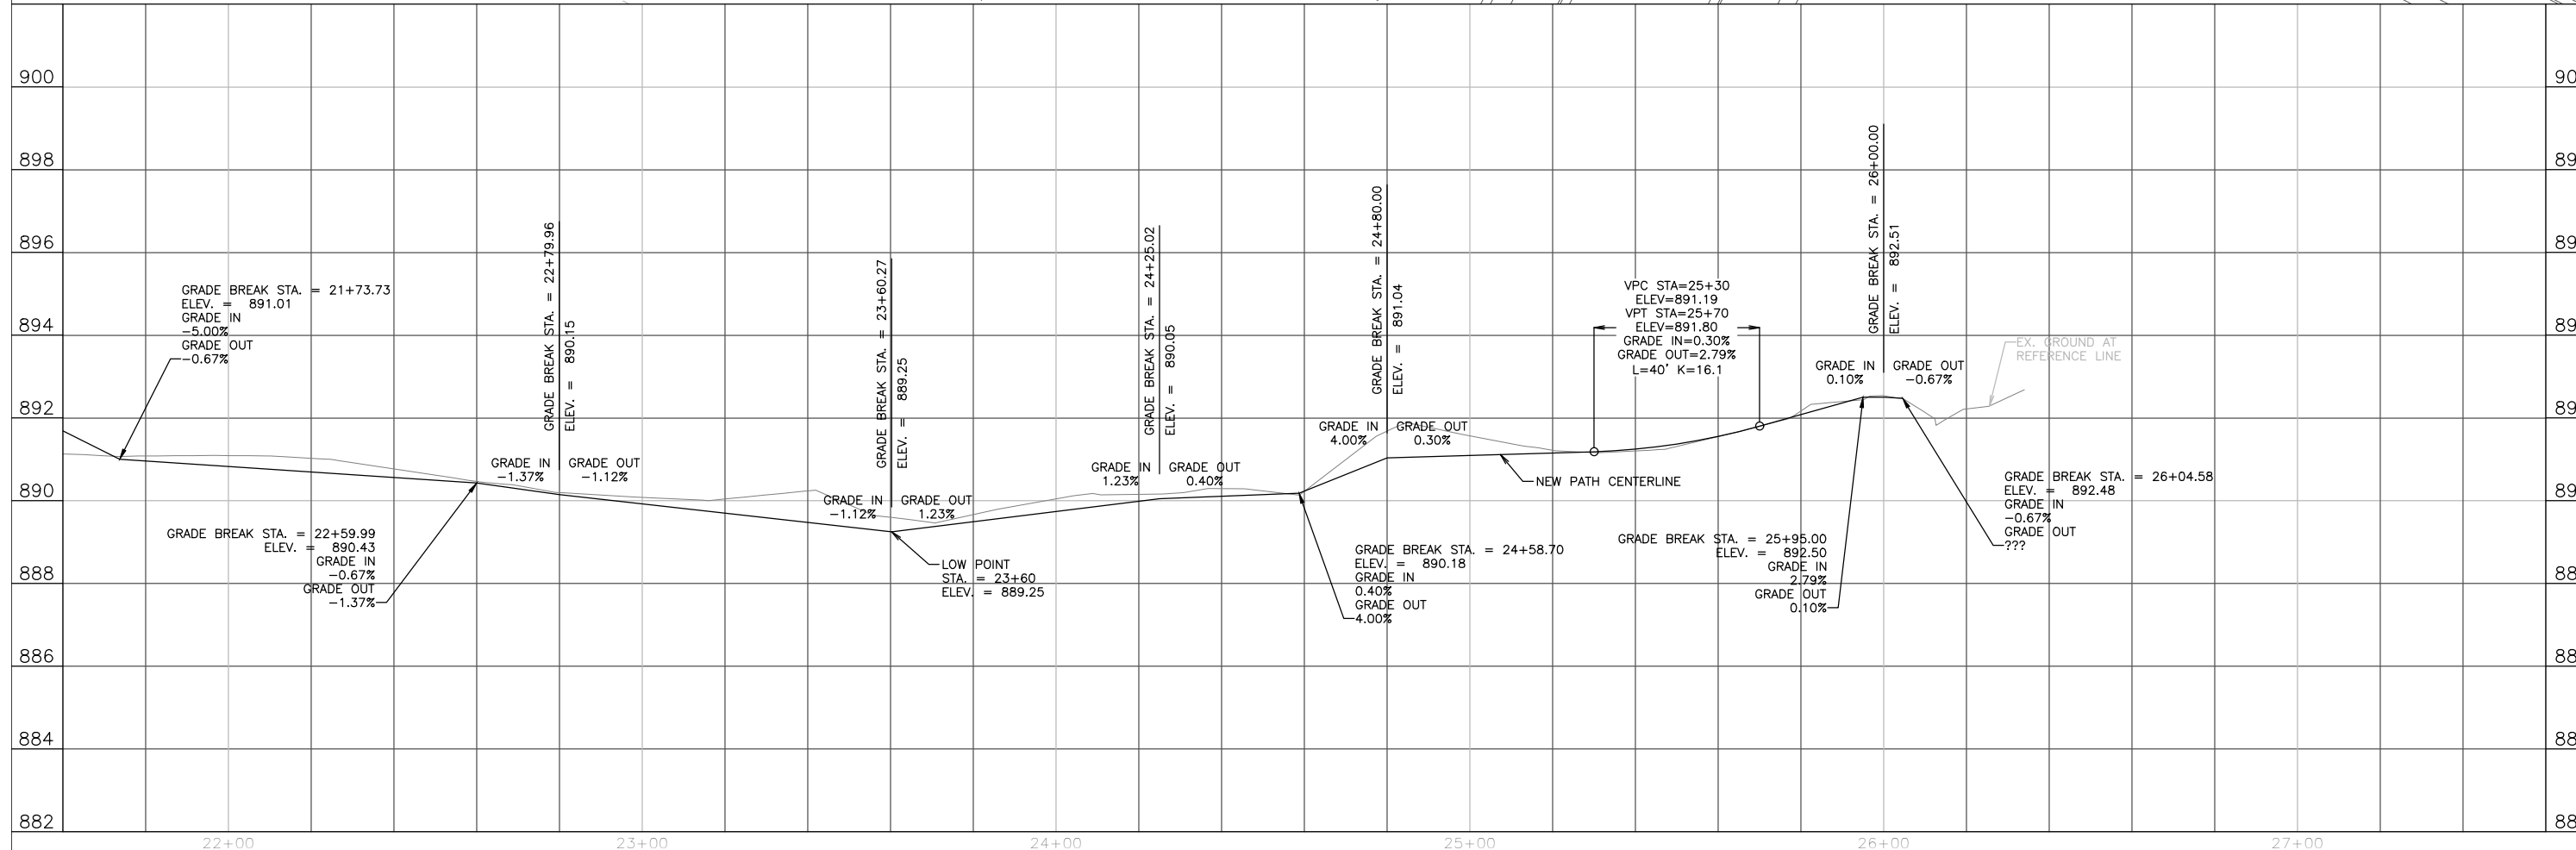 900
898
896
894
892
890
888
886
884
882
GRADE BREAK STA. = 21+73.73
ELEV. = 891.01
GRADE IN
-5.00%
GRADE OUT
-0.67%
GRADE BREAK STA. = 22+59.99
ELEV. = 890.43
GRADE IN
-0.67%
GRADE OUT
-1.37%
GRADE BREAK STA. = 22+79.96
ELEV. = 890.15
GRADE IN
-1.37%
GRADE OUT
-1.12%
GRADE BREAK STA. = 23+60.27
ELEV. = 889.25
GRADE IN
-1.12%
GRADE OUT
1.23%
LOW POINT
STA. = 23+60
ELEV. = 889.25
GRADE BREAK STA. = 24+25.02
ELEV. = 890.05
GRADE IN
1.23%
GRADE OUT
0.40%
GRADE BREAK STA. = 24+58.70
ELEV. = 890.18
GRADE IN
0.40%
GRADE OUT
4.00%
GRADE BREAK STA. = 24+80.00
ELEV. = 891.04
GRADE IN
4.00%
GRADE OUT
0.30%
NEW PATH CENTERLINE
VPC STA=25+30
ELEV=891.19
VPT STA=25+70
ELEV=891.80
GRADE IN=0.30%
GRADE OUT=2.79%
L=40' K=16.1
GRADE BREAK STA. = 25+95.00
ELEV. = 892.50
GRADE IN
2.79%
GRADE OUT
0.10%
GRADE BREAK STA. = 26+00.00
ELEV. = 892.51
GRADE IN
0.10%
GRADE OUT
-0.67%
EX. GROUND AT
REFERENCE LINE
GRADE BREAK STA. = 26+04.58
ELEV. = 892.48
GRADE IN
-0.67%
GRADE OUT
???
90
89
89
89
89
89
88
88
88
88
22+00
23+00
24+00
25+00
26+00
27+00